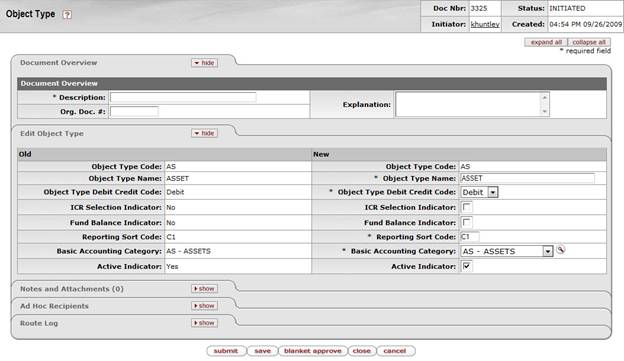 Object Type ?
Doc Nbr: 3325 Status: INITIATED
Initiator: khuntley Created: 04:54 PM 09/26/2009
expand all collapse all
* required field
Document Overview hide
Document Overview
* Description: Explanation:
Org. Doc. #:
Edit Object Type hide
Old New
Object Type Code: AS Object Type Code: AS
Object Type Name: ASSET * Object Type Name: ASSET
Object Type Debit Credit Code: Debit * Object Type Debit Credit Code: Debit
ICR Selection Indicator: No ICR Selection Indicator:
Fund Balance Indicator: No Fund Balance Indicator:
Reporting Sort Code: C1 * Reporting Sort Code: C1
Basic Accounting Category: AS - ASSETS * Basic Accounting Category: AS - ASSETS
Active Indicator: Yes Active Indicator:
Notes and Attachments (0) show
Ad Hoc Recipients show
Route Log show
submit save blanket approve close cancel